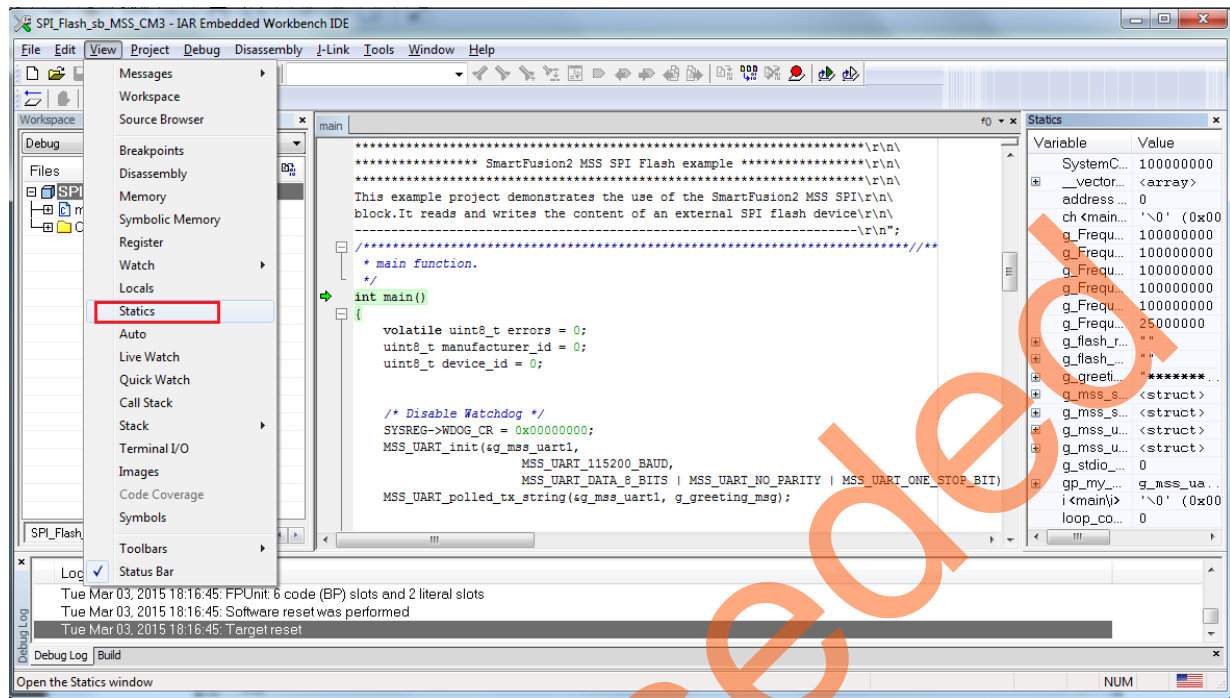 SPI_Flash_sb_MSS_CM3 - IAR Embedded Workbench IDE
File Edit View Project Debug Disassembly J-Link Tools Window Help
Messages
Workspace
Source Browser
Breakpoints
Disassembly
Memory
Symbolic Memory
Register
Watch
Locals
Statics
Auto
Live Watch
Quick Watch
Call Stack
Stack
Terminal I/O
Images
Code Coverage
Symbols
Toolbars
Status Bar
Workspace
Debug
Files
SPI
m
SPI_Flash
main
f0
*********************************************************************\r\n\
**************** SmartFusion2 MSS SPI Flash example *****************\r\n\
*********************************************************************\r\n\
This example project demonstrates the use of the SmartFusion2 MSS SPI\r\n\
block.It reads and writes the content of an external SPI flash device\r\n\
---------------------------------------------------------------------\r\n";
/**************************************************************************//**
* main function.
*/
int main()
{
volatile uint8_t errors = 0;
uint8_t manufacturer_id = 0;
uint8_t device_id = 0;
/* Disable Watchdog */
SYSREG->WDOG_CR = 0x00000000;
MSS_UART_init(&g_mss_uart1,
MSS_UART_115200_BAUD,
MSS_UART_DATA_8_BITS | MSS_UART_NO_PARITY | MSS_UART_ONE_STOP_BIT)
MSS_UART_polled_tx_string(&g_mss_uart1, g_greeting_msg);
Statics
Variable Value
SystemC... 100000000
__vector... <array>
address ... 0
ch <main... '\0' (0x00
g_Frequ... 100000000
g_Frequ... 100000000
g_Frequ... 100000000
g_Frequ... 100000000
g_Frequ... 100000000
g_Frequ... 25000000
g_flash_r... ""
g_flash_... ""
g_greeti... "*******...
g_mss_s... <struct>
g_mss_s... <struct>
g_mss_u... <struct>
g_mss_u... <struct>
g_stdio_... 0
gp_my_... g_mss_ua...
i <main\i> '\0' (0x00
loop_co... 0
Log
Tue Mar 03, 2015 18:16:45: FPUnit: 6 code (BP) slots and 2 literal slots
Tue Mar 03, 2015 18:16:45: Software reset was performed
Tue Mar 03, 2015 18:16:45: Target reset
Debug Log
Debug Log Build
Open the Statics window
NUM